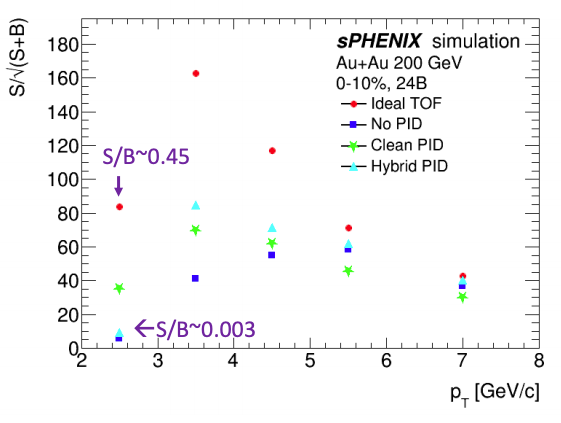 S/√(S+B)
180
160
140
120
100
80
60
40
20
0
sPHENIX simulation
Au+Au 200 GeV
0-10%, 24B
Ideal TOF
No PID
Clean PID
Hybrid PID
S/B~0.45
←S/B~0.003
2 3 4 5 6 7 8
p_T [GeV/c]